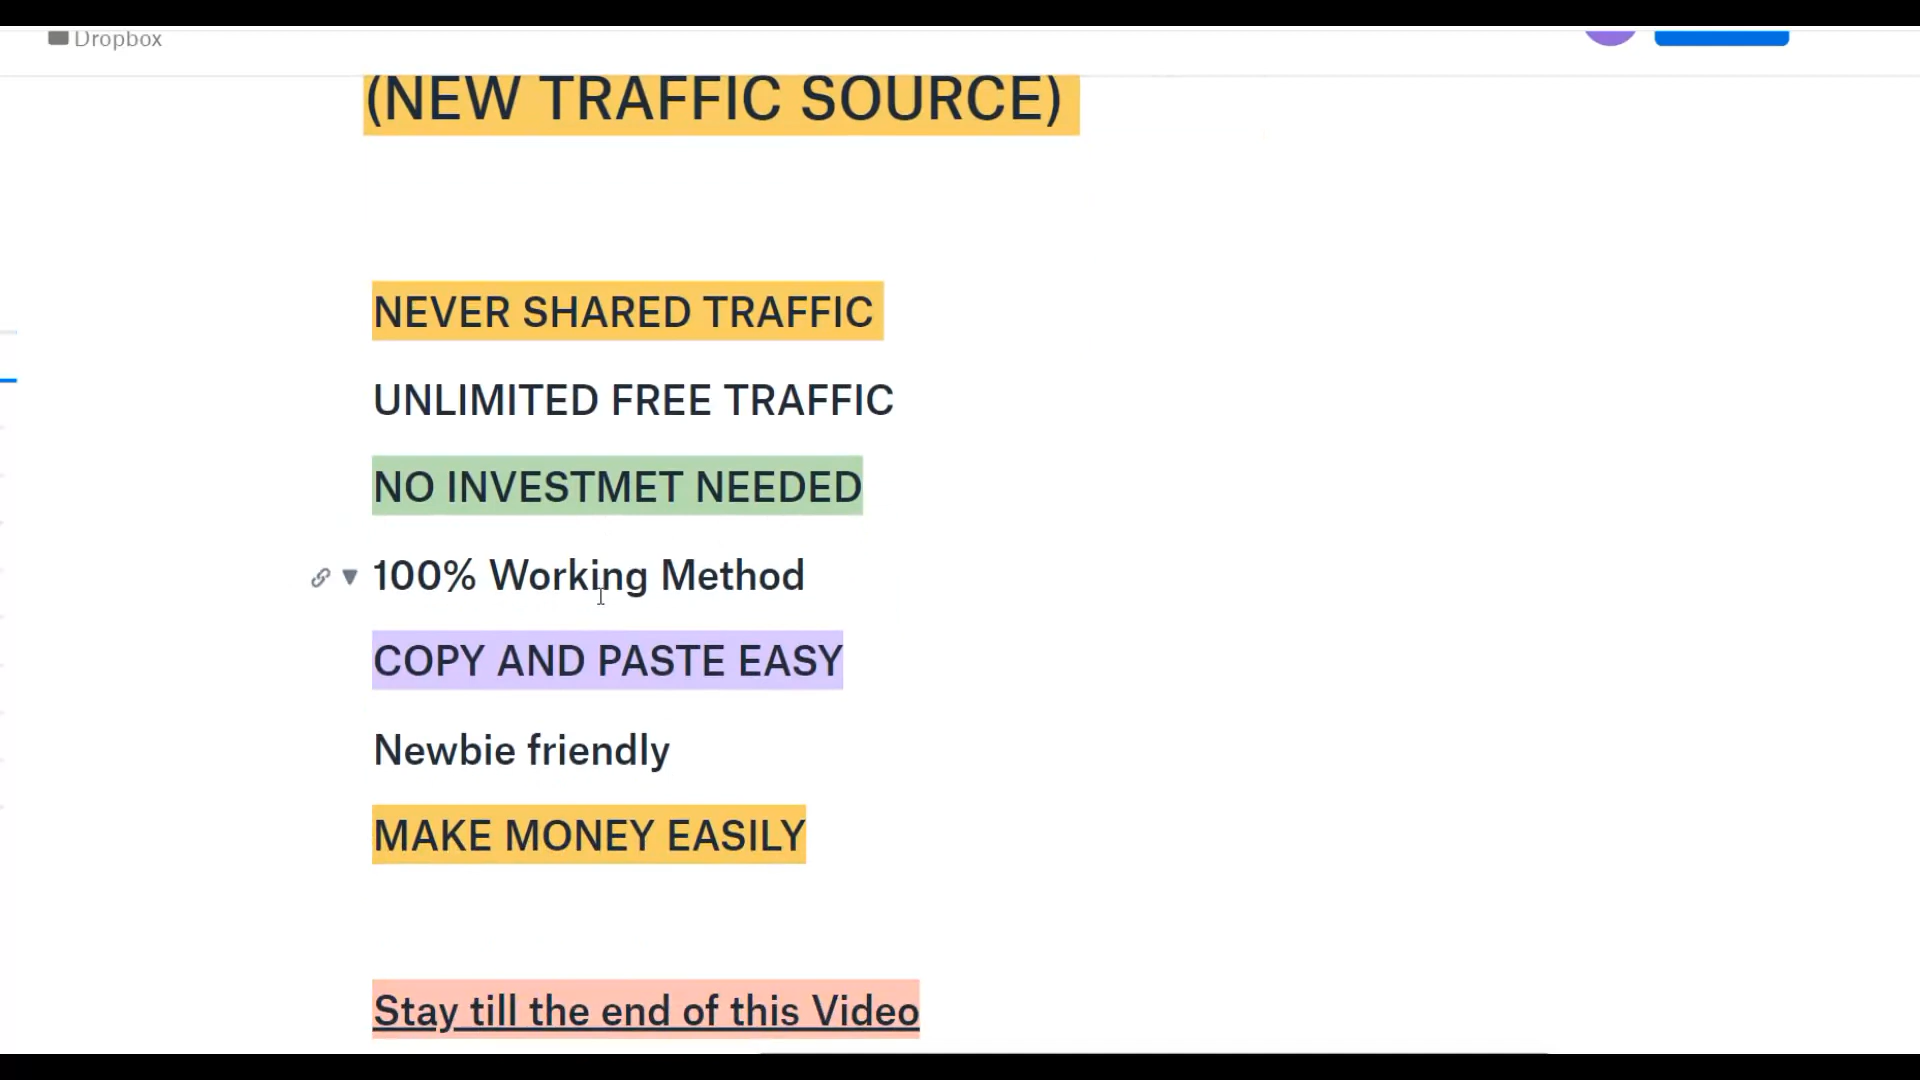 Dropbox
(NEW TRAFFIC SOURCE)
NEVER SHARED TRAFFIC
UNLIMITED FREE TRAFFIC
NO INVESTMET NEEDED
100% Working Method
COPY AND PASTE EASY
Newbie friendly
MAKE MONEY EASILY
Stay till the end of this Video